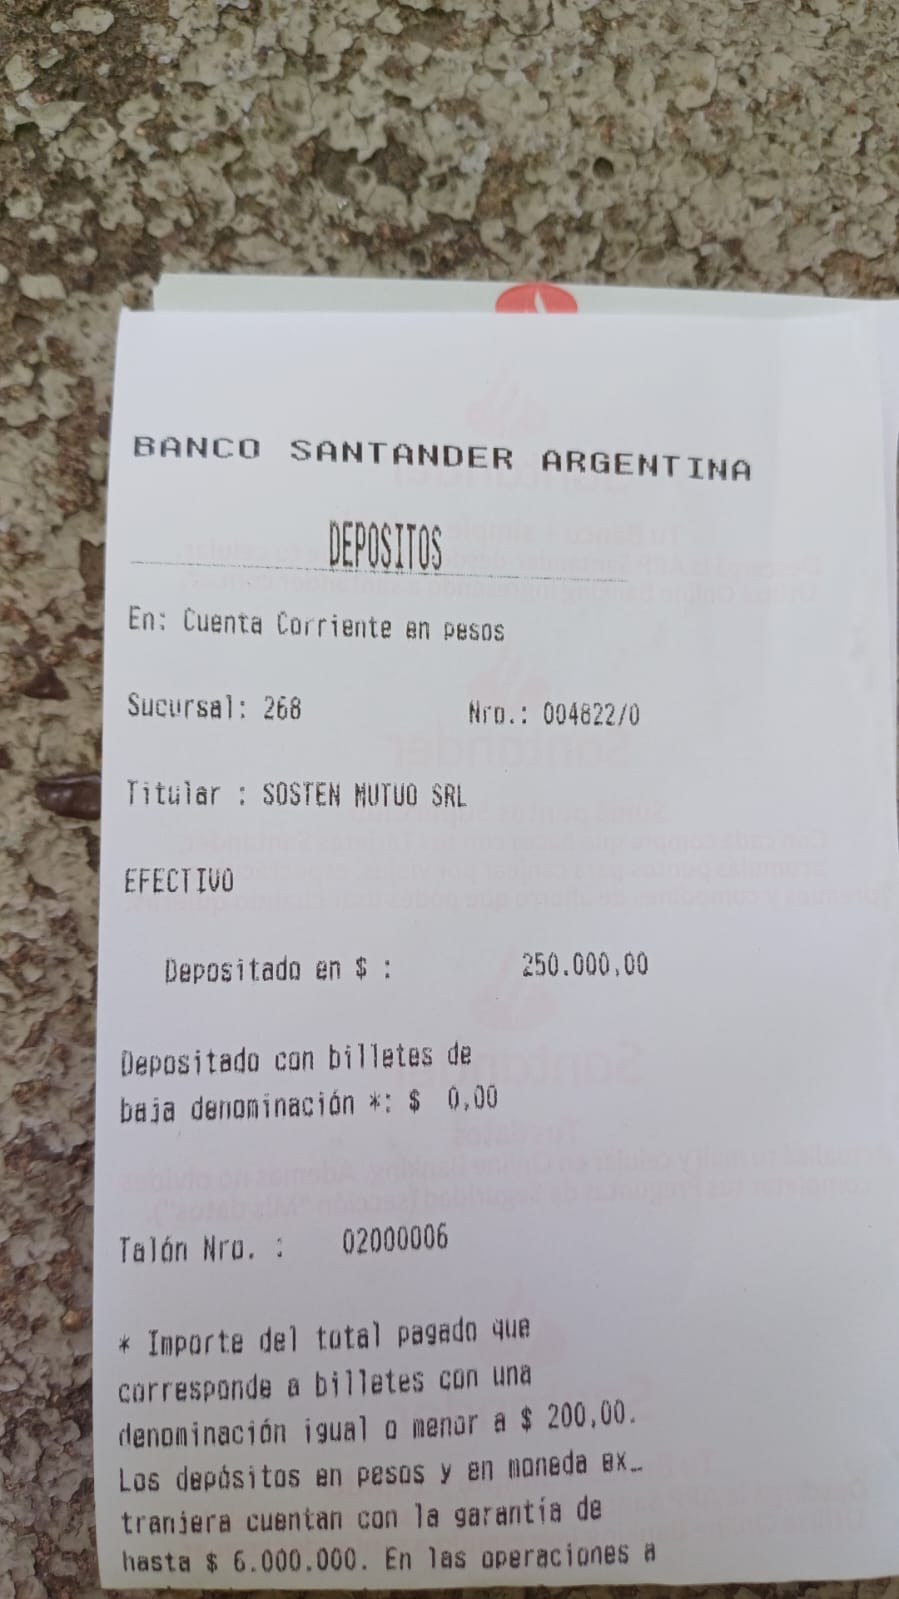 BANCO SANTANDER ARGENTINA
DEPOSITOS
En: Cuenta Corriente en pesos
Sucursal: 268 Nro.: 004822/0
Titular : SOSTEN MUTUO SRL
EFECTIVO
Depositado en $ : 250.000,00
Depositado con billetes de
baja denominación *: $ 0,00
Talón Nro. : 02000006
* Importe del total pagado que
corresponde a billetes con una
denominación igual o menor a $ 200,00.
Los depósitos en pesos y en moneda ex_
tranjera cuentan con la garantía de
hasta $ 6.000.000. En las operaciones a